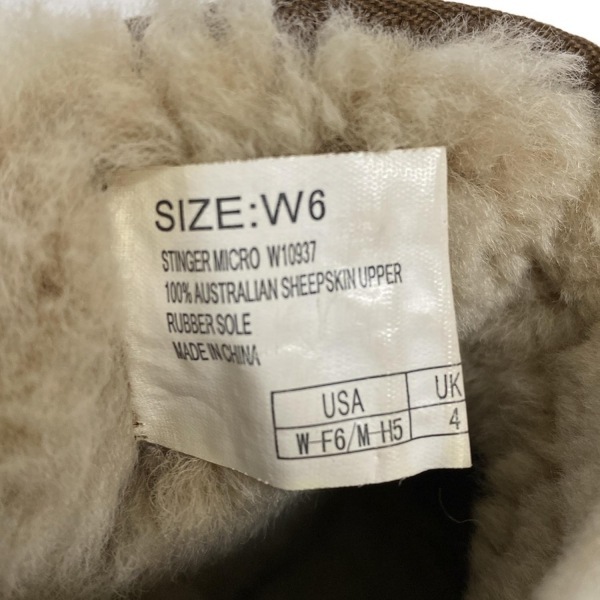 SIZE:W6
STINGER MICRO W10937
100% AUSTRALIAN SHEEPSKIN UPPER
RUBBER SOLE
MADE IN CHINA
USA UK
W-F6/M H5 4